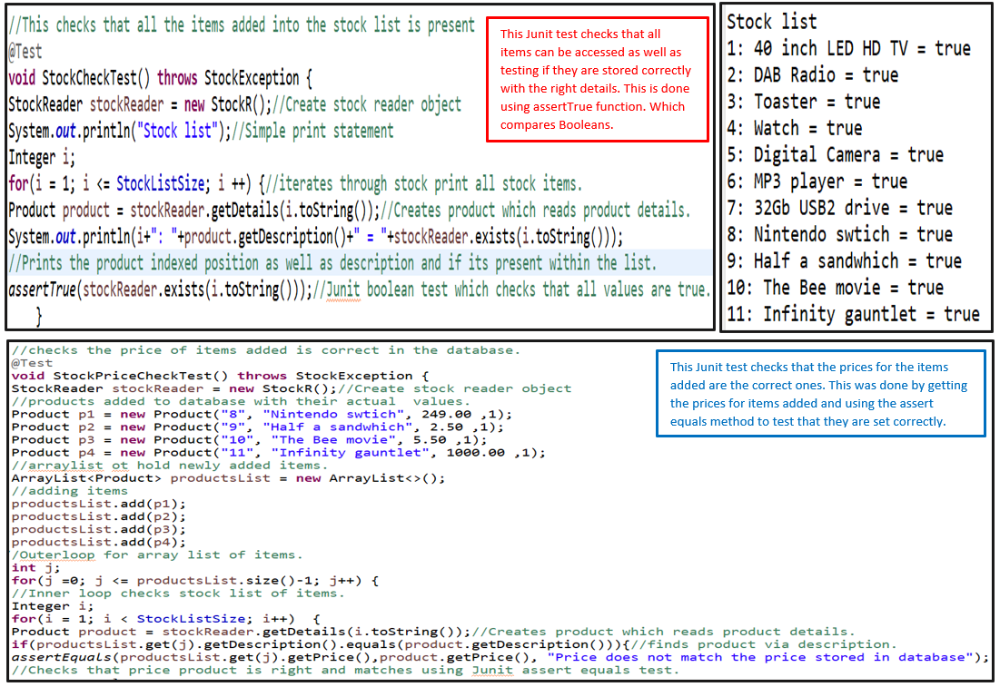 //This checks that all the items added into the stock list is present
@Test
void StockCheckTest() throws StockException {
StockReader stockReader = new StockR();//Create stock reader object
System.out.println("Stock list");//Simple print statement
Integer i;
for(i = 1; i <= StockListSize; i ++) {//iterates through stock print all stock items.
Product product = stockReader.getDetails(i.toString());//Creates product which reads product details.
System.out.println(i+": "+product.getDescription()+" = "+stockReader.exists(i.toString()));
//Prints the product indexed position as well as description and if its present within the list.
assertTrue(stockReader.exists(i.toString()));//Junit boolean test which checks that all values are true.
}
This Junit test checks that all
items can be accessed as well as
testing if they are stored correctly
with the right details. This is done
using assertTrue function. Which
compares Booleans.
Stock list
1: 40 inch LED HD TV = true
2: DAB Radio = true
3: Toaster = true
4: Watch = true
5: Digital Camera = true
6: MP3 player = true
7: 32Gb USB2 drive = true
8: Nintendo swtich = true
9: Half a sandwhich = true
10: The Bee movie = true
11: Infinity gauntlet = true
//checks the price of items added is correct in the database.
@Test
void StockPriceCheckTest() throws StockException {
StockReader stockReader = new StockR();//Create stock reader object
//products added to database with their actual  values.
Product p1 = new Product("8", "Nintendo swtich", 249.00 ,1);
Product p2 = new Product("9", "Half a sandwhich", 2.50 ,1);
Product p3 = new Product("10", "The Bee movie", 5.50 ,1);
Product p4 = new Product("11", "Infinity gauntlet", 1000.00 ,1);
//arraylist ot hold newly added items.
ArrayList<Product> productsList = new ArrayList<>();
//adding items
productsList.add(p1);
productsList.add(p2);
productsList.add(p3);
productsList.add(p4);
/Outerloop for array list of items.
int j;
for(j =0; j <= productsList.size()-1; j++) {
//Inner loop checks stock list of items.
Integer i;
for(i = 1; i < StockListSize; i++)  {
Product product = stockReader.getDetails(i.toString());//Creates product which reads product details.
if(productsList.get(j).getDescription().equals(product.getDescription())){//finds product via description.
assertEquals(productsList.get(j).getPrice(),product.getPrice(), "Price does not match the price stored in database");
//Checks that price product is right and matches using Junit assert equals test.
This Junit test checks that the prices for the items
added are the correct ones. This was done by getting
the prices for items added and using the assert
equals method to test that they are set correctly.